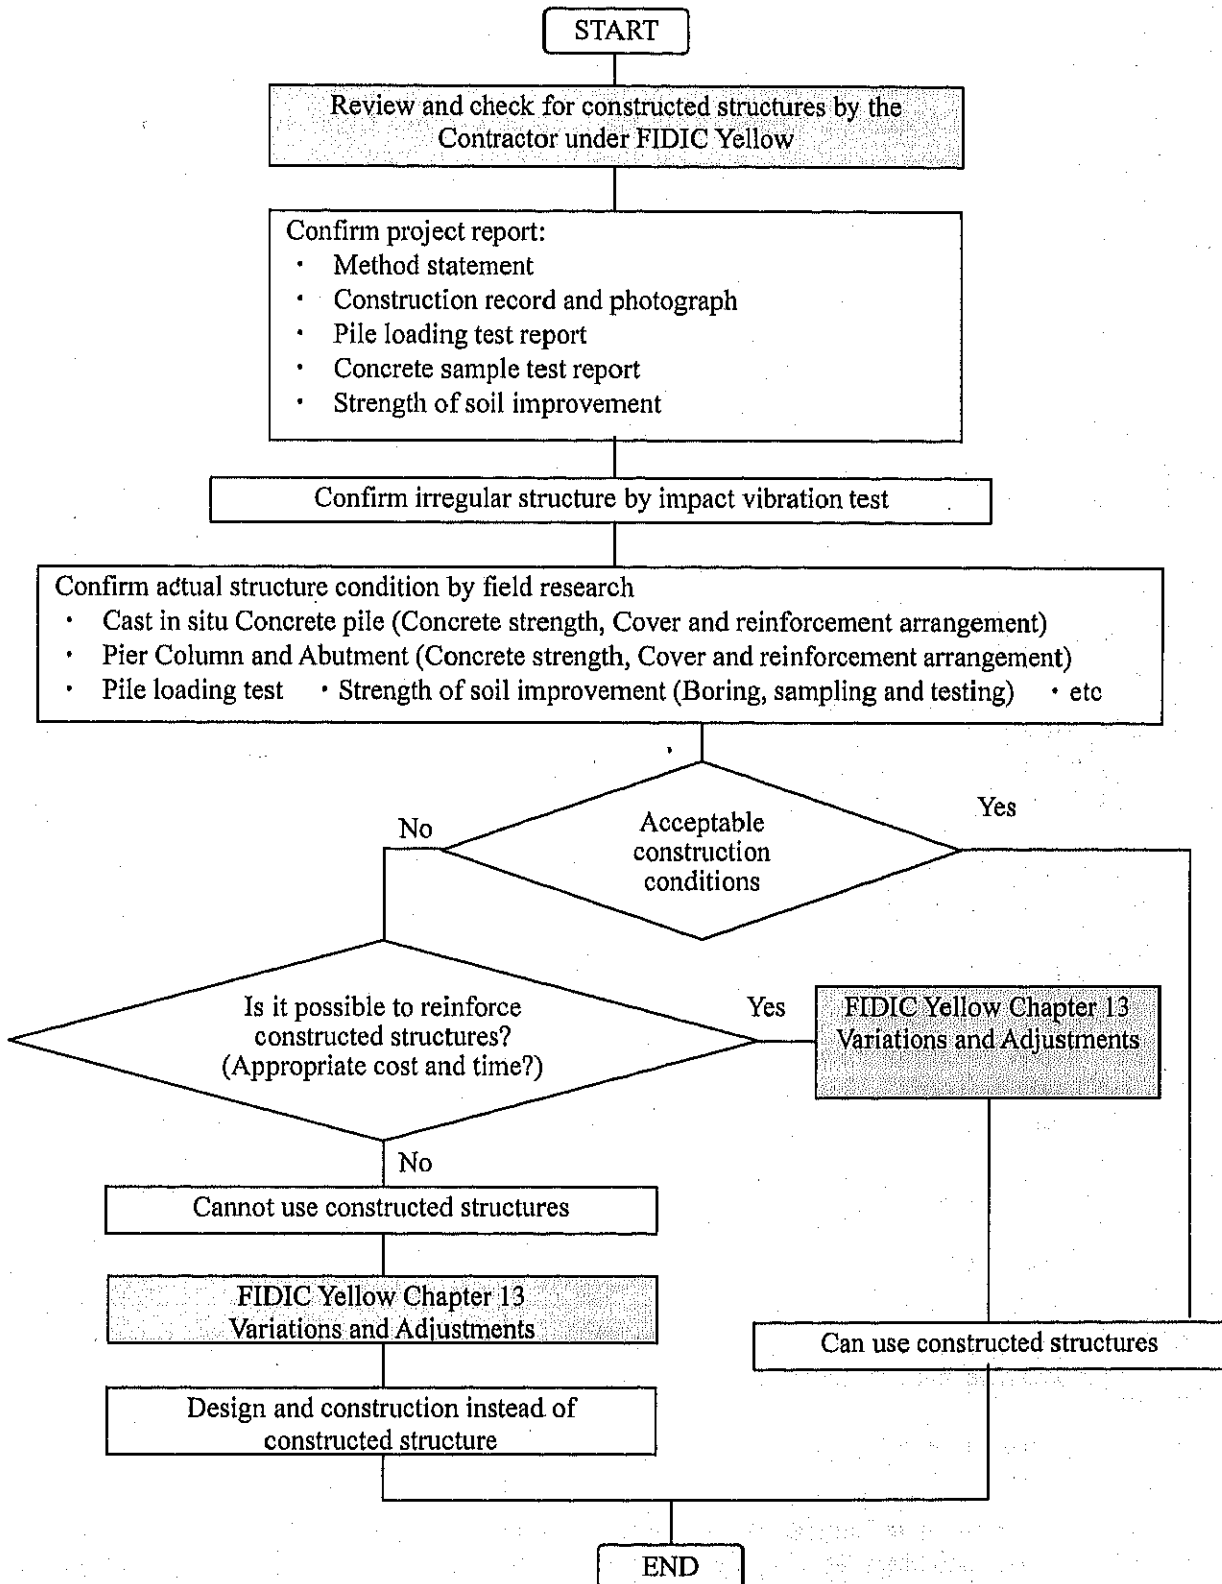 START
Review and check for constructed structures by the
Contractor under FIDIC Yellow
Confirm project report:
・ Method statement
・ Construction record and photograph
・ Pile loading test report
・ Concrete sample test report
・ Strength of soil improvement
Confirm irregular structure by impact vibration test
Confirm actual structure condition by field research
・ Cast in situ Concrete pile (Concrete strength, Cover and reinforcement arrangement)
・ Pier Column and Abutment (Concrete strength, Cover and reinforcement arrangement)
・ Pile loading test ・Strength of soil improvement (Boring, sampling and testing) ・etc
Acceptable
construction
conditions
No
Yes
Is it possible to reinforce
constructed structures?
(Appropriate cost and time?)
Yes
FIDIC Yellow Chapter 13
Variations and Adjustments
No
Cannot use constructed structures
FIDIC Yellow Chapter 13
Variations and Adjustments
Can use constructed structures
Design and construction instead of
constructed structure
END